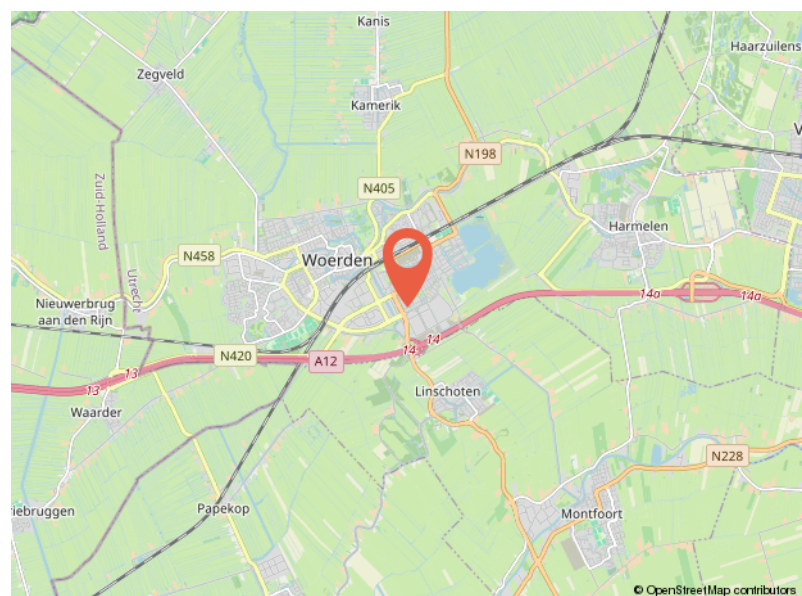 Kanis
Haarzuilens
Zegveld
Kamerik
N198
N405
Zuid-Holland
Harmelen
N458
Woerden
Utrecht
14a
14a
Nieuwerbrug
aan den Rijn
14
14
N420
A12
13
13
Linschoten
Waarder
N228
Papekop
Montfoort
© OpenStreetMap contributors